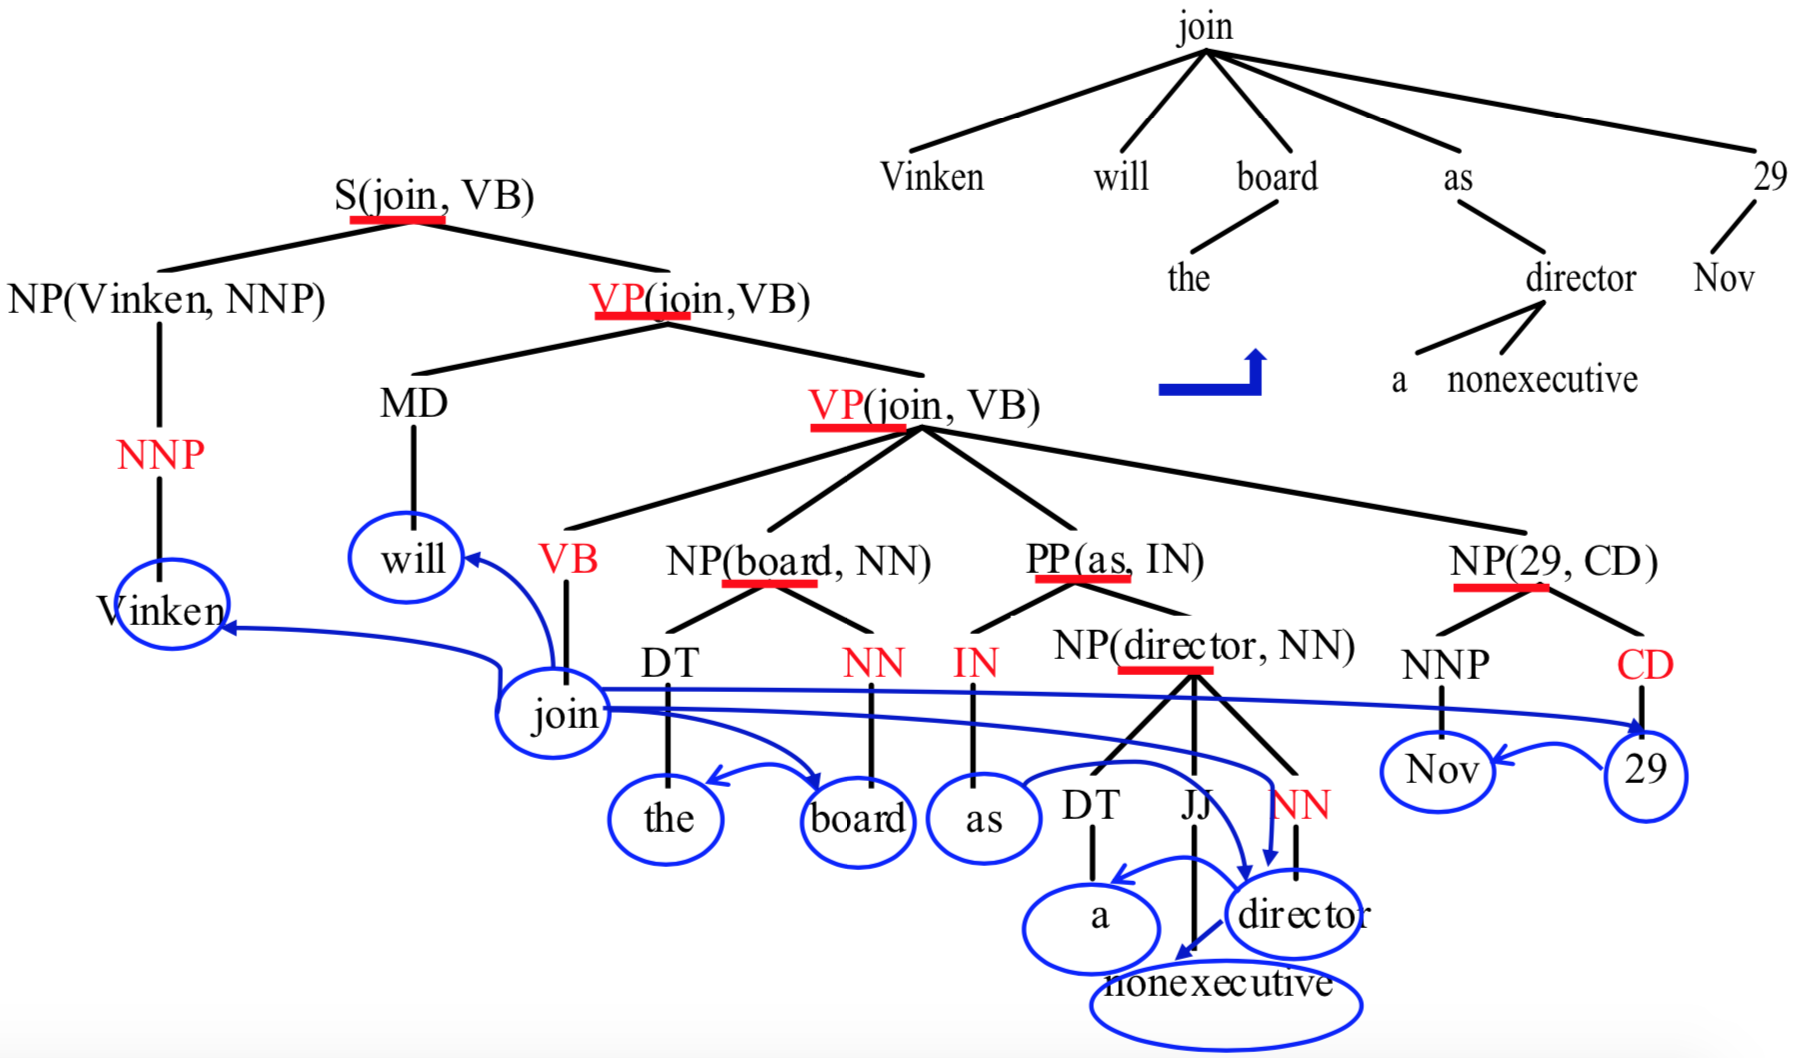 join
Vinken will board as 29
the director Nov
a nonexecutive
S(join, VB)
NP(Vinken, NNP) VP(join,VB)
MD VP(join, VB)
NNP
will VB NP(board, NN) PP(as, IN) NP(29, CD)
Vinken
DT NN IN NP(director, NN) NNP CD
join
the board as DT JJ NN Nov 29
a director
nonexecutive